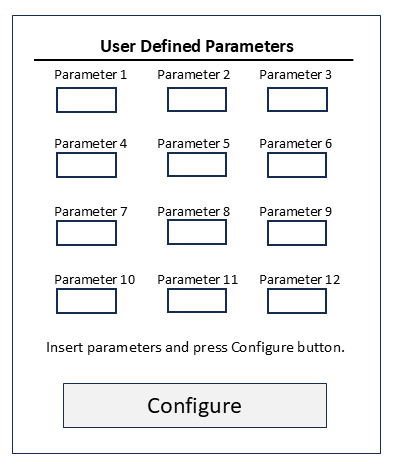 User Defined Parameters
Parameter 1 Parameter 2 Parameter 3
Parameter 4 Parameter 5 Parameter 6
Parameter 7 Parameter 8 Parameter 9
Parameter 10 Parameter 11 Parameter 12
Insert parameters and press Configure button.
Configure